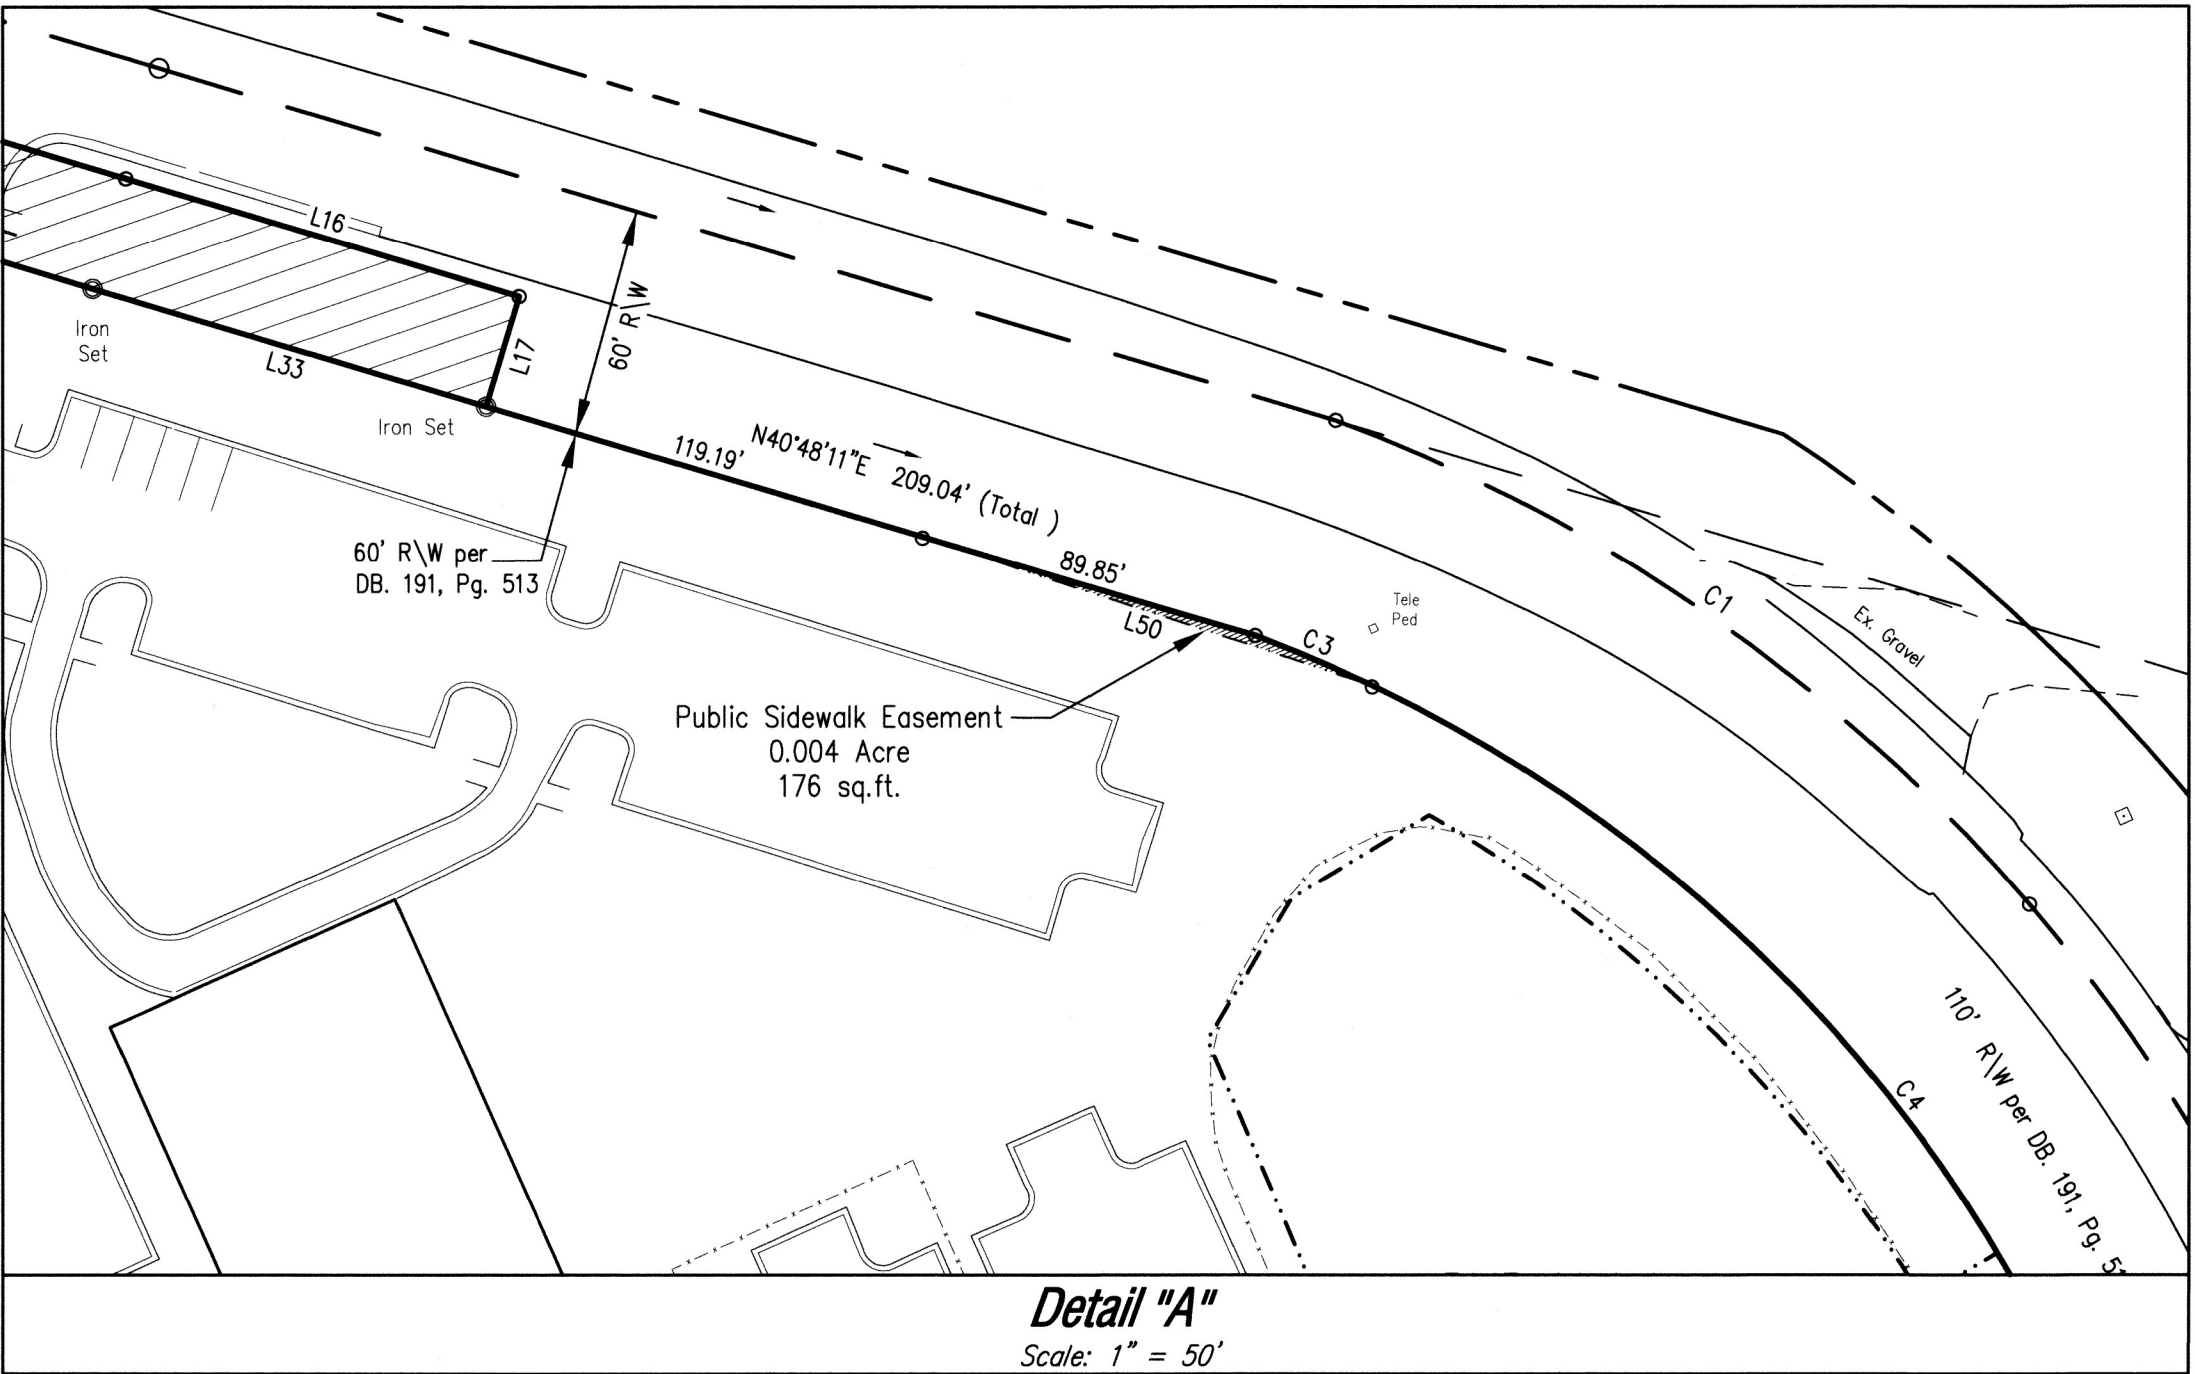 L16
60' R\W
L17
Iron
Set
L33
Iron Set
119.19'
N40°48'11"E 209.04' (Total )
60' R\W per
DB. 191, Pg. 513
89.85'
L50
C3
Tele
Ped
C1
Ex. Gravel
Public Sidewalk Easement
0.004 Acre
176 sq.ft.
C4
110' R\W per DB. 191, Pg.
Detail "A"
Scale: 1" = 50'